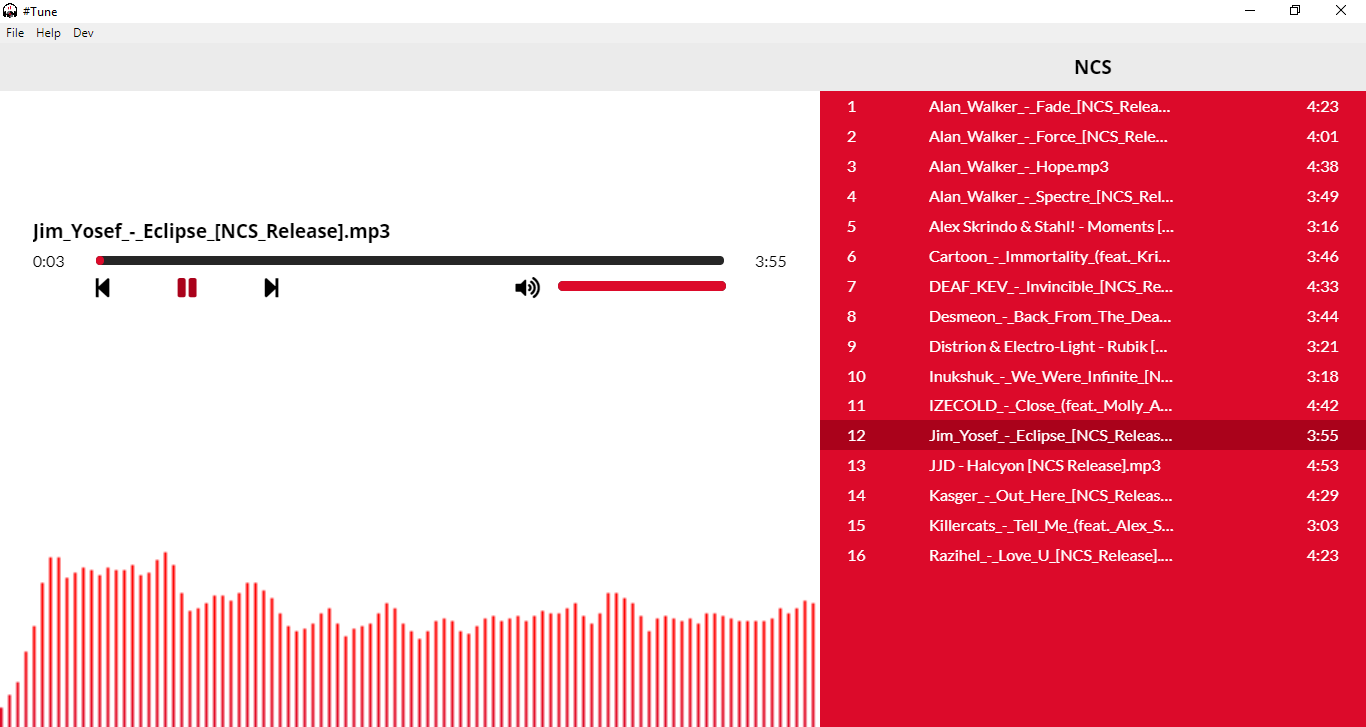 #Tune
File Help Dev
NCS
Jim_Yosef_-_Eclipse_[NCS_Release].mp3
0:03 3:55
1 Alan_Walker_-_Fade_[NCS_Relea... 4:23
2 Alan_Walker_-_Force_[NCS_Rele... 4:01
3 Alan_Walker_-_Hope.mp3 4:38
4 Alan_Walker_-_Spectre_[NCS_Rel... 3:49
5 Alex Skrindo & Stahl! - Moments [... 3:16
6 Cartoon_-_Immortality_(feat._Kri... 3:46
7 DEAF_KEV_-_Invincible_[NCS_Re... 4:33
8 Desmeon_-_Back_From_The_Dea... 3:44
9 Distrion & Electro-Light - Rubik [... 3:21
10 Inukshuk_-_We_Were_Infinite_[N... 3:18
11 IZECOLD_-_Close_(feat._Molly_A... 4:42
12 Jim_Yosef_-_Eclipse_[NCS_Releas... 3:55
13 JJD - Halcyon [NCS Release].mp3 4:53
14 Kasger_-_Out_Here_[NCS_Releas... 4:29
15 Killercats_-_Tell_Me_(feat._Alex_S... 3:03
16 Razihel_-_Love_U_[NCS_Release].... 4:23